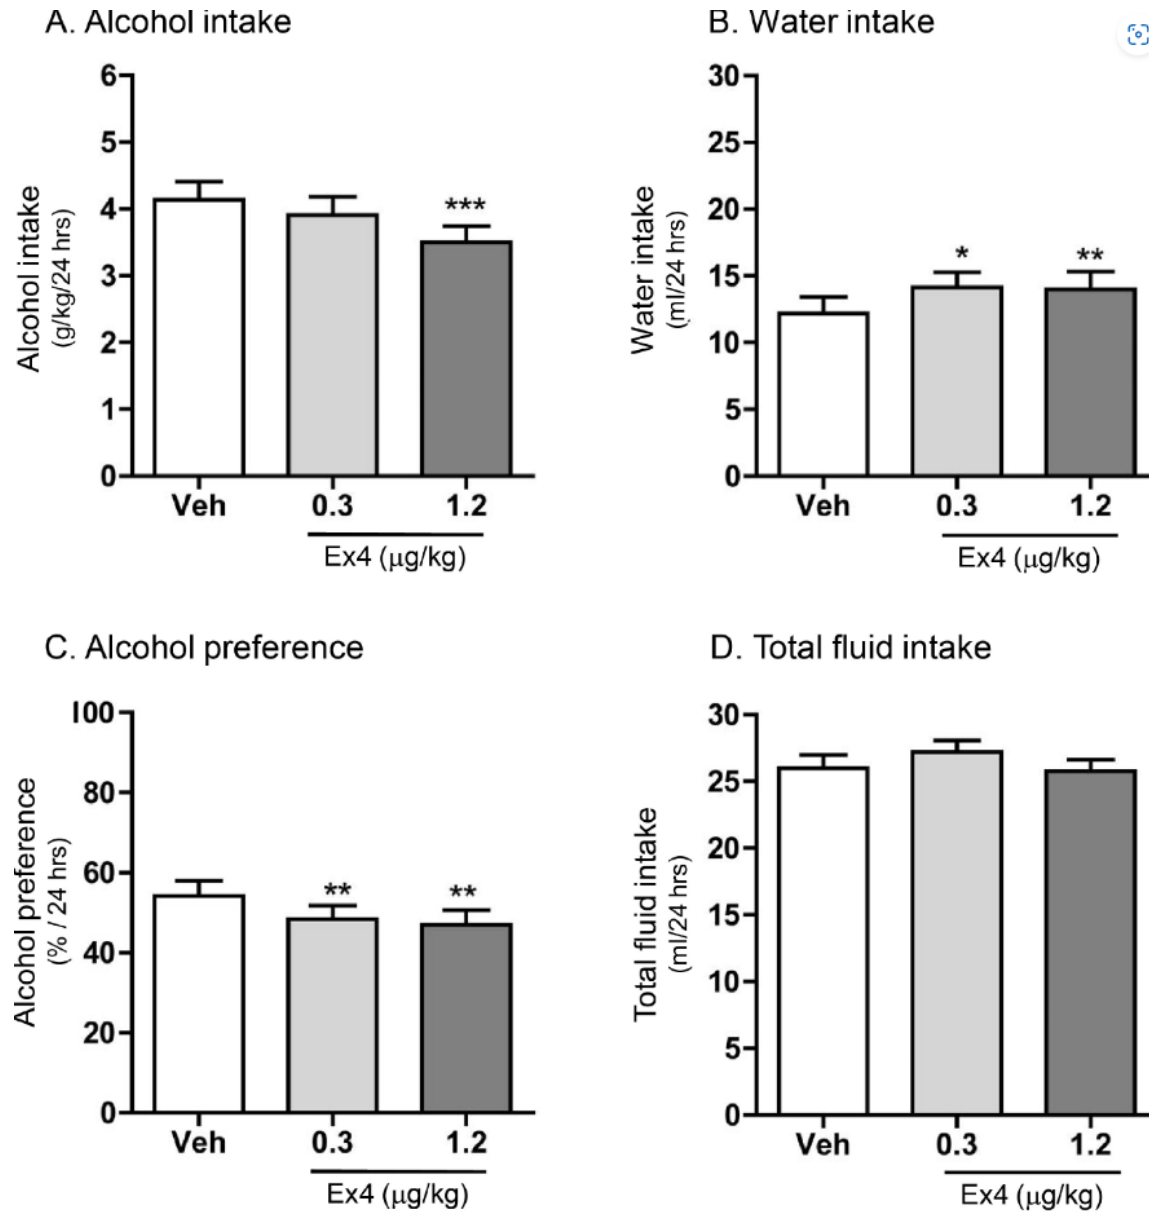 A. Alcohol intake
6
5
4
3
2
1
0
Alcohol intake
(g/kg/24 hrs)
***
Veh 0.3 1.2
Ex4 (μg/kg)
B. Water intake
30
25
20
15
10
5
0
Water intake
(ml/24 hrs)
* **
Veh 0.3 1.2
Ex4 (μg/kg)
C. Alcohol preference
100
80
60
40
20
0
Alcohol preference
(% / 24 hrs)
** **
Veh 0.3 1.2
Ex4 (μg/kg)
D. Total fluid intake
30
25
20
15
10
5
0
Total fluid intake
(ml/24 hrs)
Veh 0.3 1.2
Ex4 (μg/kg)